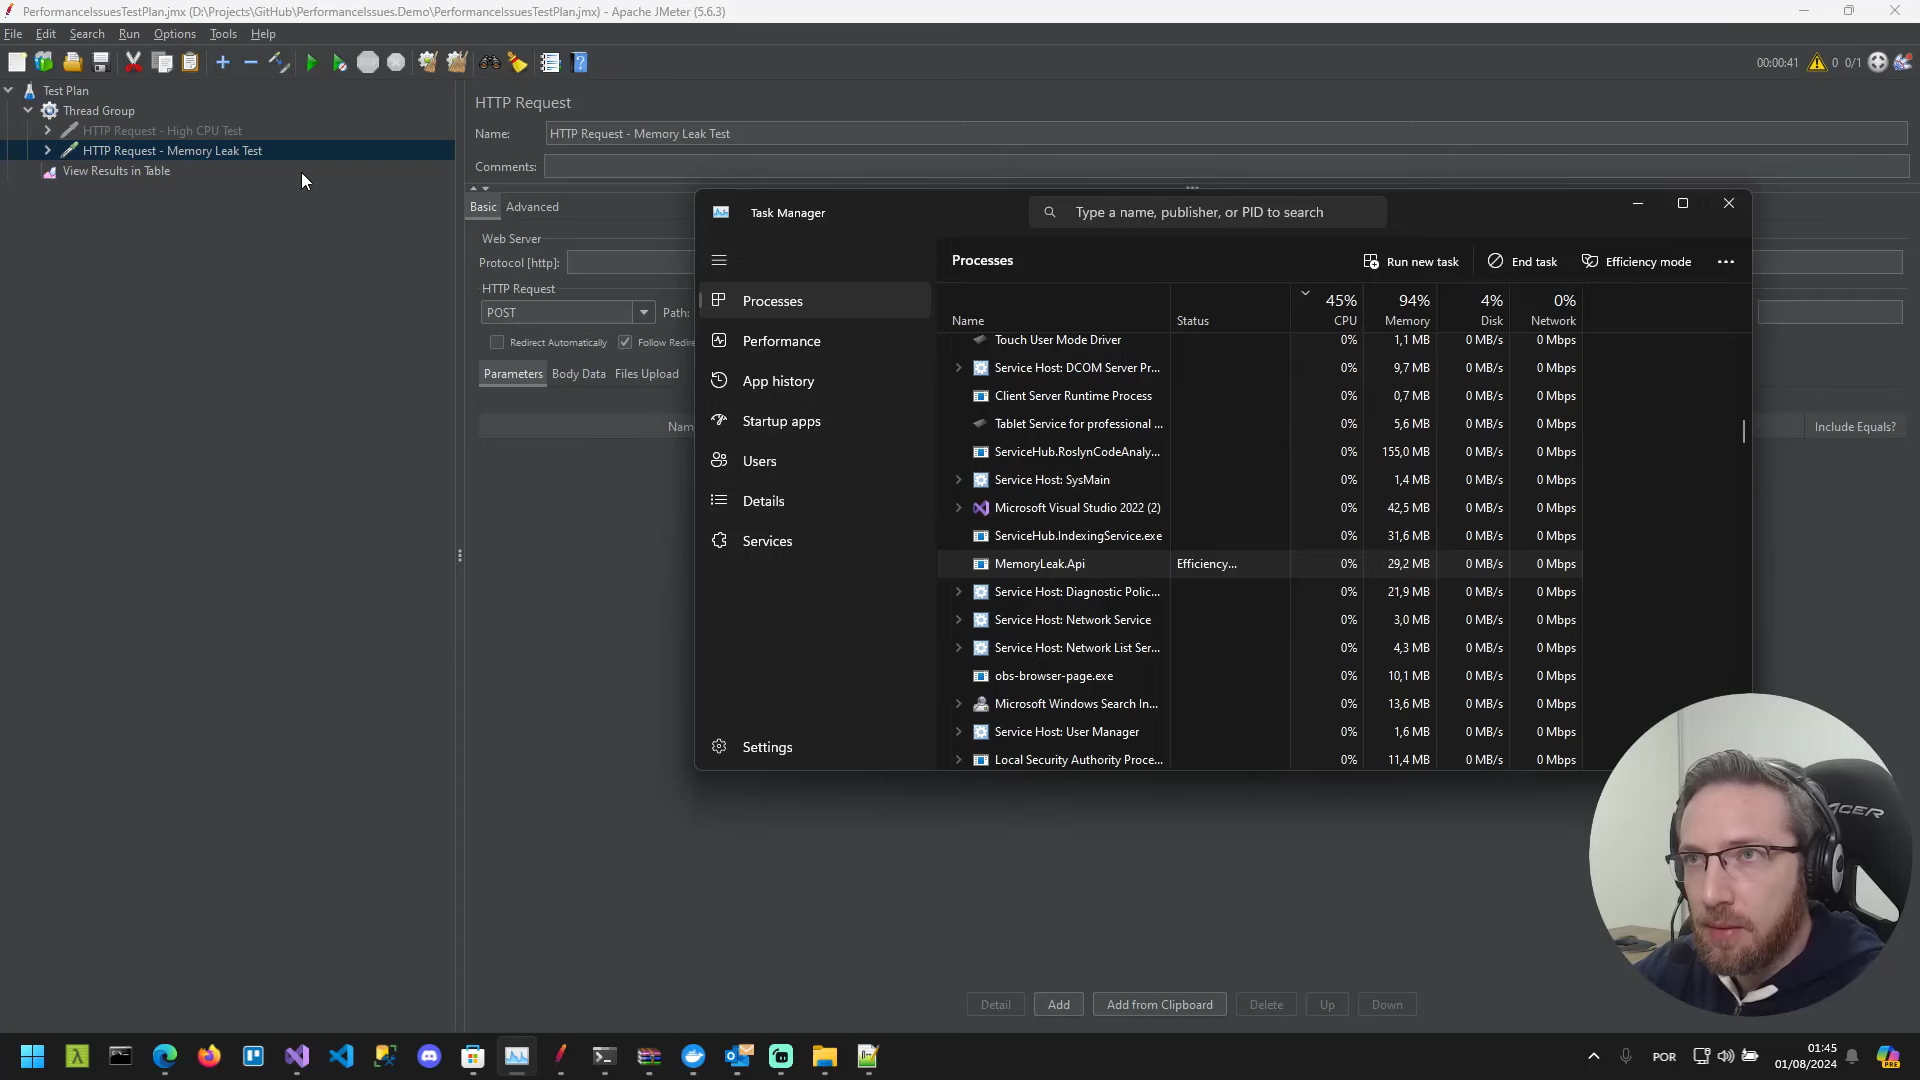 PerformanceIssuesTestPlan.jmx (D:\Projects\GitHub\PerformanceIssues.Demo\PerformanceIssuesTestPlan.jmx) - Apache JMeter (5.6.3)
File Edit Search Run Options Tools Help
00:00:41 0 0/1
Test Plan
Thread Group
HTTP Request - High CPU Test
HTTP Request - Memory Leak Test
View Results in Table
HTTP Request
Name: HTTP Request - Memory Leak Test
Comments:
Basic Advanced
Web Server
Protocol [http]:
HTTP Request
POST Path:
Redirect Automatically Follow Redire
Parameters Body Data Files Upload
Nam
Include Equals?
Task Manager
Type a name, publisher, or PID to search
Processes
Performance
App history
Startup apps
Users
Details
Services
Settings
Processes
Run new task End task Efficiency mode
45% 94% 4% 0%
Name Status CPU Memory Disk Network
Touch User Mode Driver 0% 1,1 MB 0 MB/s 0 Mbps
Service Host: DCOM Server Pr... 0% 9,7 MB 0 MB/s 0 Mbps
Client Server Runtime Process 0% 0,7 MB 0 MB/s 0 Mbps
Tablet Service for professional ... 0% 5,6 MB 0 MB/s 0 Mbps
ServiceHub.RoslynCodeAnaly... 0% 155,0 MB 0 MB/s 0 Mbps
Service Host: SysMain 0% 1,4 MB 0 MB/s 0 Mbps
Microsoft Visual Studio 2022 (2) 0% 42,5 MB 0 MB/s 0 Mbps
ServiceHub.IndexingService.exe 0% 31,6 MB 0 MB/s 0 Mbps
MemoryLeak.Api Efficiency... 0% 29,2 MB 0 MB/s 0 Mbps
Service Host: Diagnostic Polic... 0% 21,9 MB 0 MB/s 0 Mbps
Service Host: Network Service 0% 3,0 MB 0 MB/s 0 Mbps
Service Host: Network List Ser... 0% 4,3 MB 0 MB/s 0 Mbps
obs-browser-page.exe 0% 10,1 MB 0 MB/s 0 Mbps
Microsoft Windows Search In... 0% 13,6 MB 0 MB/s 0 Mbps
Service Host: User Manager 0% 1,6 MB 0 MB/s 0 Mbps
Local Security Authority Proce... 0% 11,4 MB 0 MB/s 0 Mbps
Detail Add Add from Clipboard Delete Up Down
POR
01:45
01/08/2024